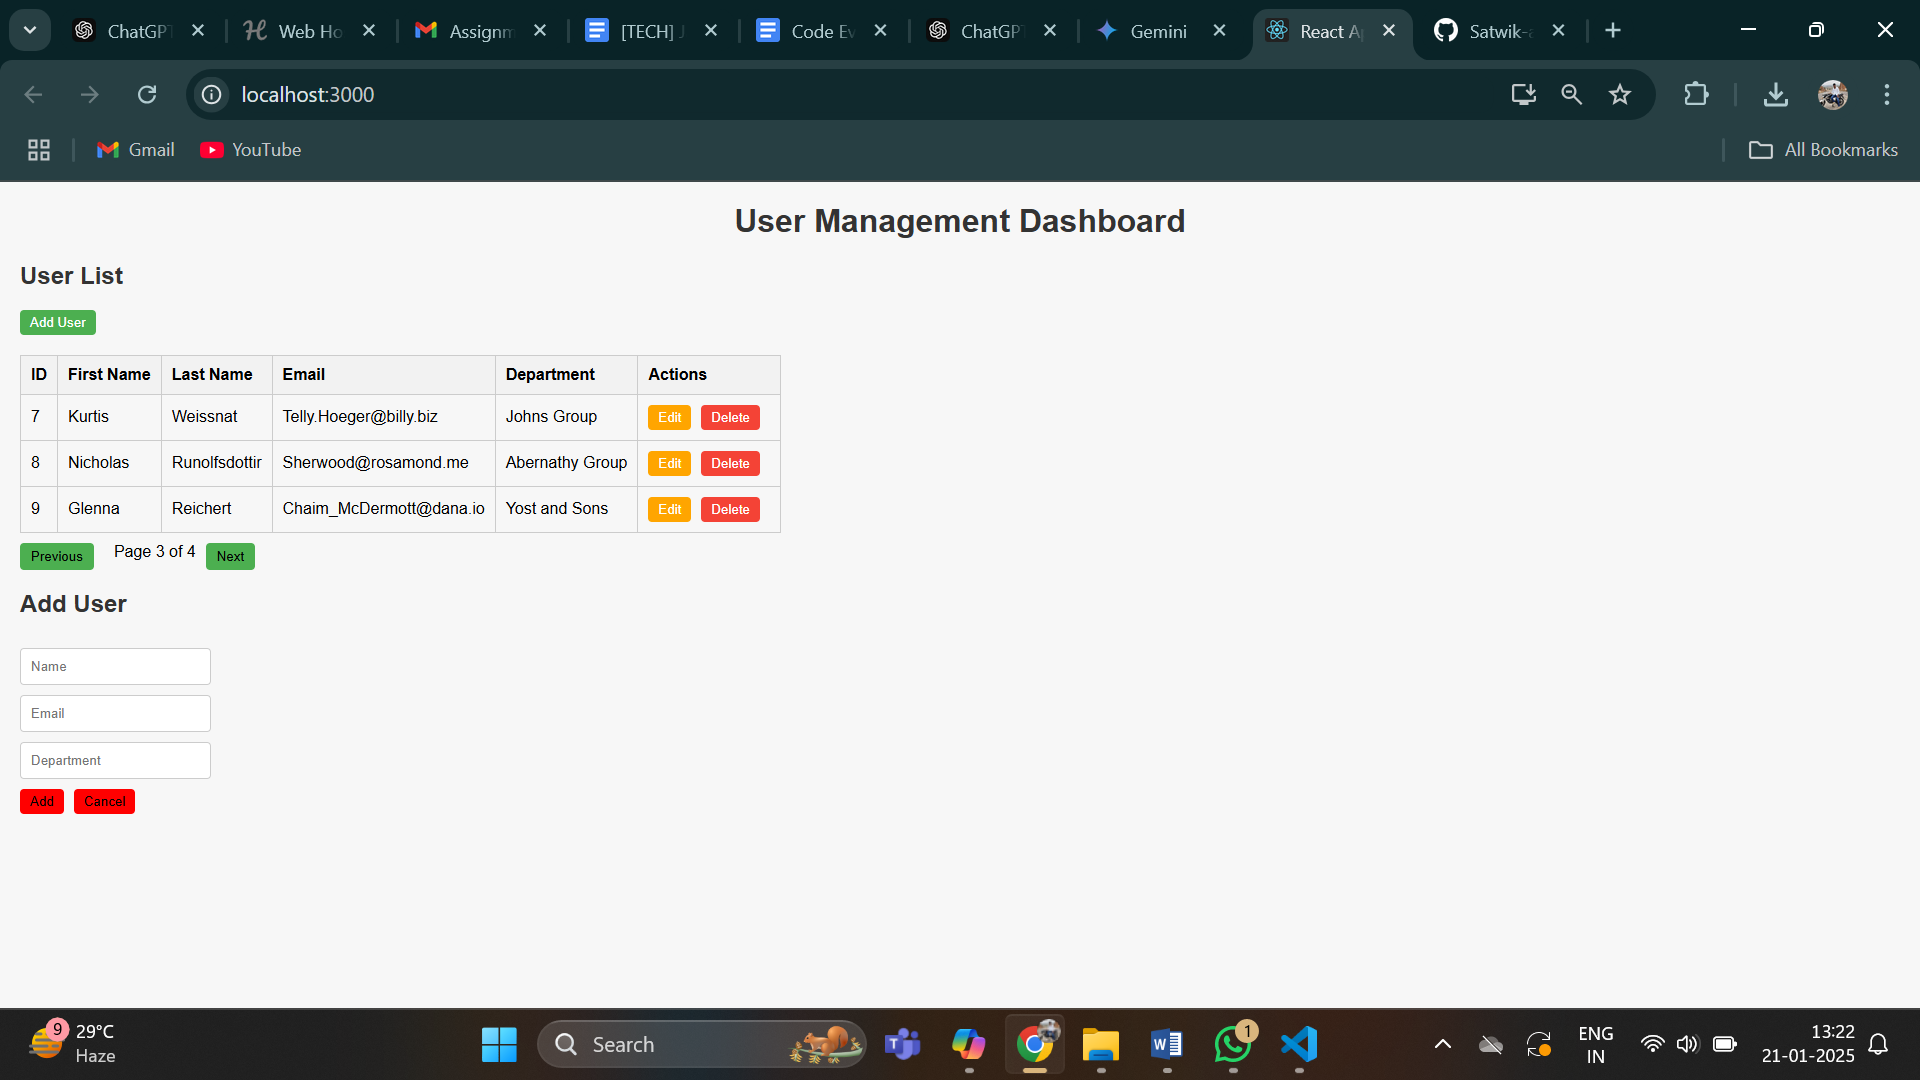 ChatGPT
Web Ho
Assignm
[TECH] J
Code Ev
ChatGPT
Gemini
React Ap
Satwik-a
localhost:3000
Gmail
YouTube
All Bookmarks
User Management Dashboard
User List
Add User
ID First Name Last Name Email Department Actions
7 Kurtis Weissnat Telly.Hoeger@billy.biz Johns Group Edit Delete
8 Nicholas Runolfsdottir Sherwood@rosamond.me Abernathy Group Edit Delete
9 Glenna Reichert Chaim_McDermott@dana.io Yost and Sons Edit Delete
Previous Page 3 of 4 Next
Add User
Name
Email
Department
Add Cancel
9
29°C
Haze
Search
1
ENG
IN
13:22
21-01-2025